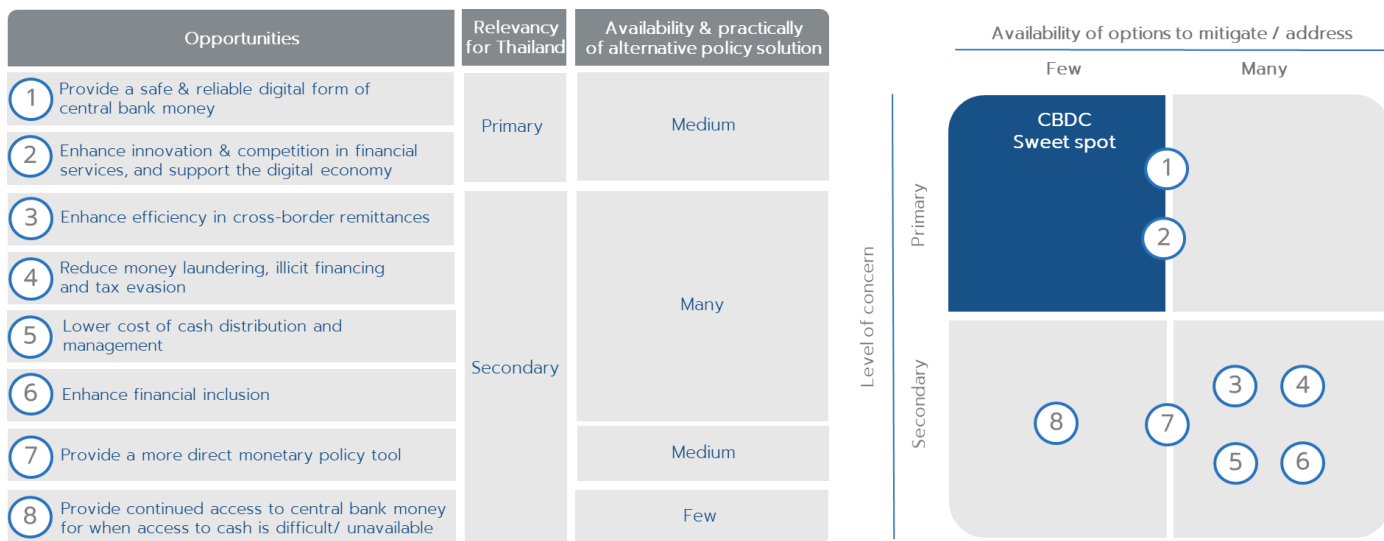 Opportunities
Relevancy
for Thailand
Availability & practically
of alternative policy solution
1
Provide a safe & reliable digital form of
central bank money
2
Enhance innovation & competition in financial
services, and support the digital economy
3
Enhance efficiency in cross-border remittances
4
Reduce money laundering, illicit financing
and tax evasion
5
Lower cost of cash distribution and
management
6
Enhance financial inclusion
7
Provide a more direct monetary policy tool
8
Provide continued access to central bank money
for when access to cash is difficult/ unavailable
Primary
Secondary
Medium
Many
Medium
Few
Availability of options to mitigate / address
Few
Many
Level of concern
Primary
Secondary
CBDC
Sweet spot
1
2
3
4
8
7
5
6